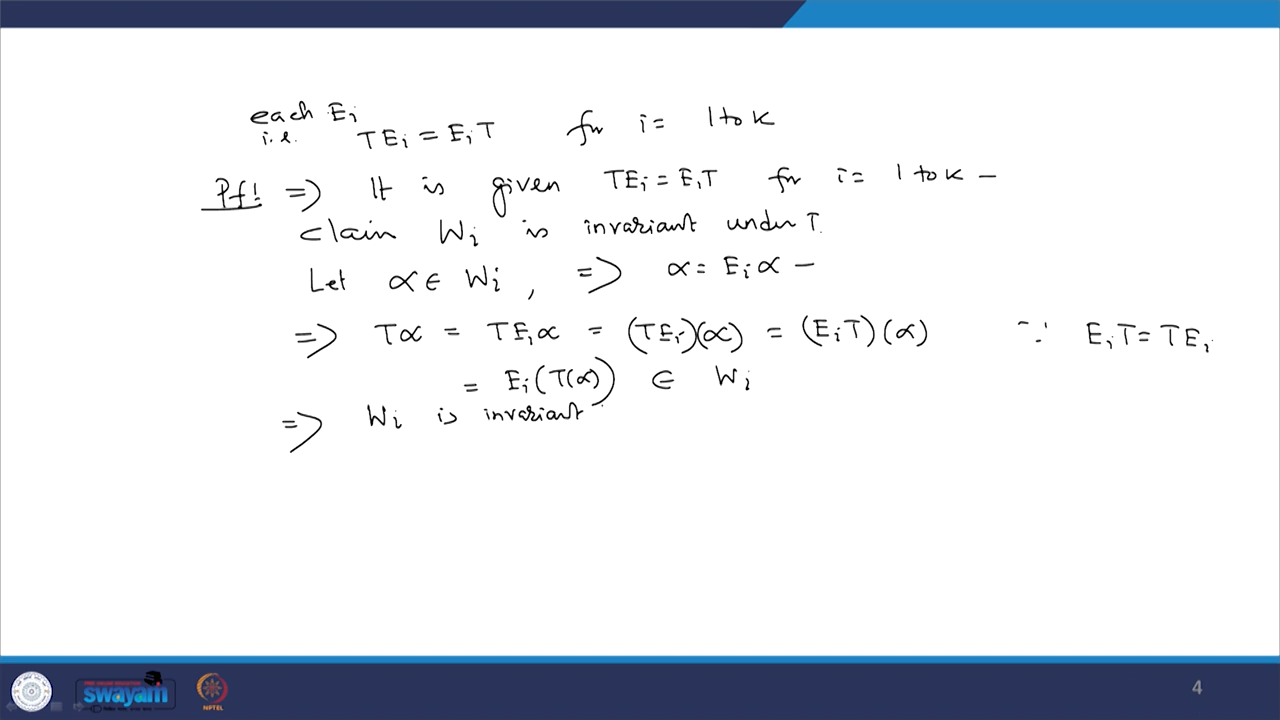 each Ei
i.e. TEi = EiT for i = 1 to K
Pf! => It is given TEi = EiT for i = 1 to K -
claim Wi is invariant under T.
Let α ∈ Wi, => α = Eiα -
=> Tα = TEiα = (TEi)(α) = (EiT)(α) ∵ EiT = TEi
= Ei(T(α)) ∈ Wi
=> Wi is invariant
swayam
NPTEL
4